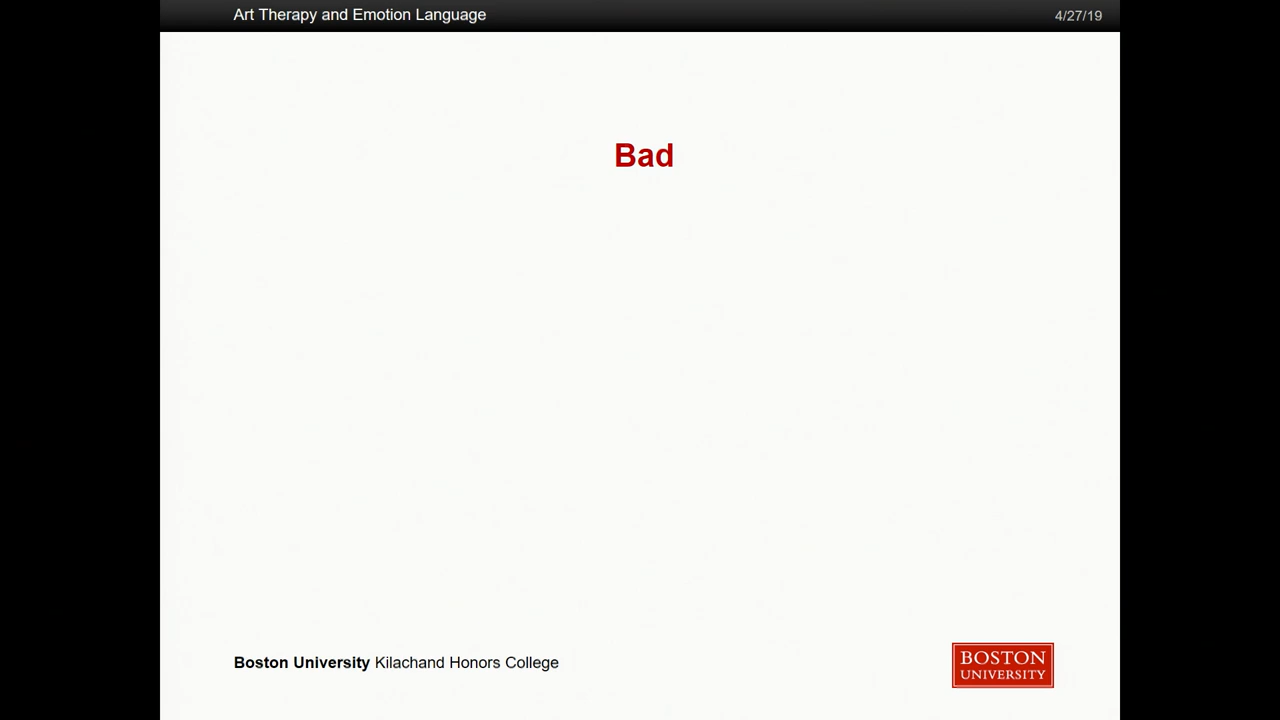 Art Therapy and Emotion Language 4/27/19
Bad
Boston University Kilachand Honors College
BOSTON
UNIVERSITY